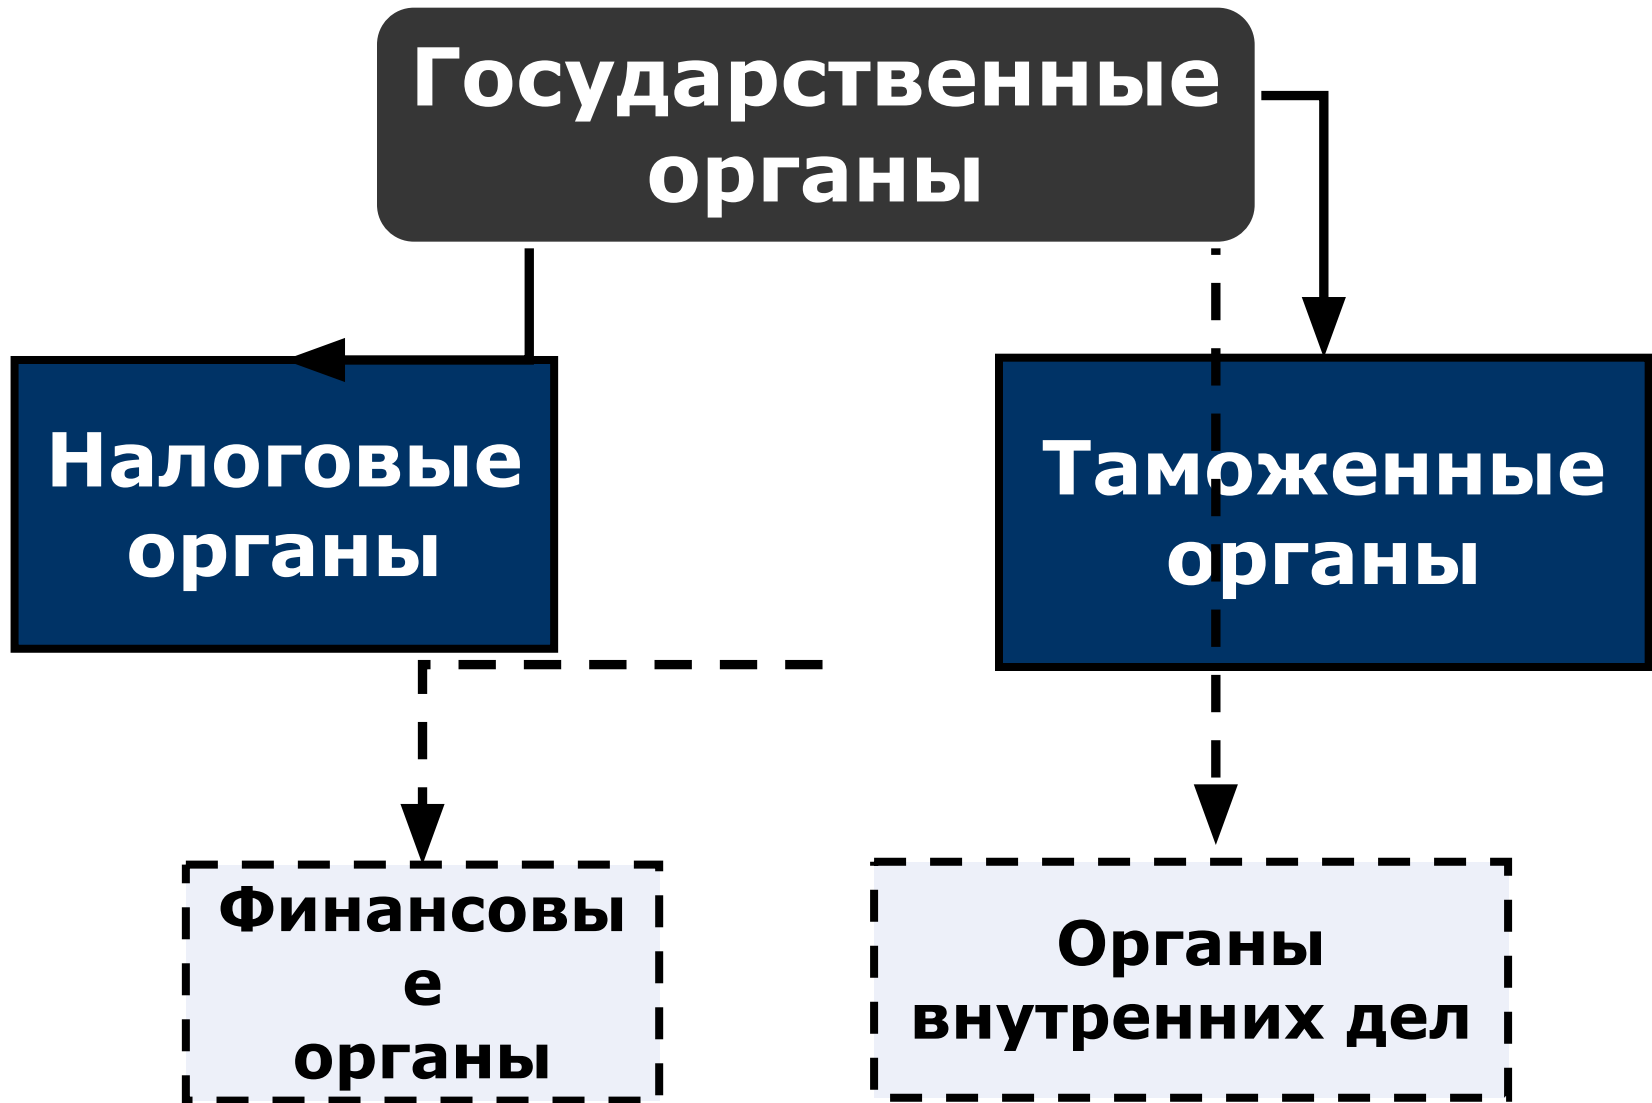 Государственные
органы
Налоговые
органы
Таможенные
органы
Финансовы
е
органы
Органы
внутренних дел